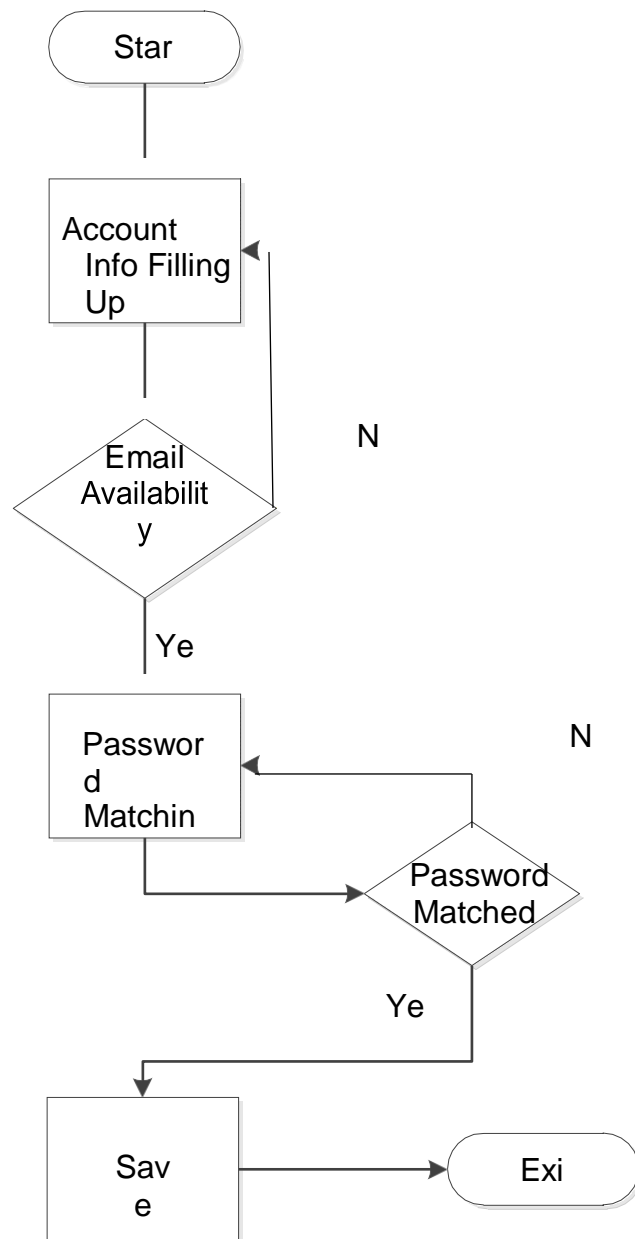 Star
Account
Info Filling
Up
N
Email
Availabilit
y
Ye
N
Passwor
d
Matchin
Password
Matched
Ye
Sav
e
Exi